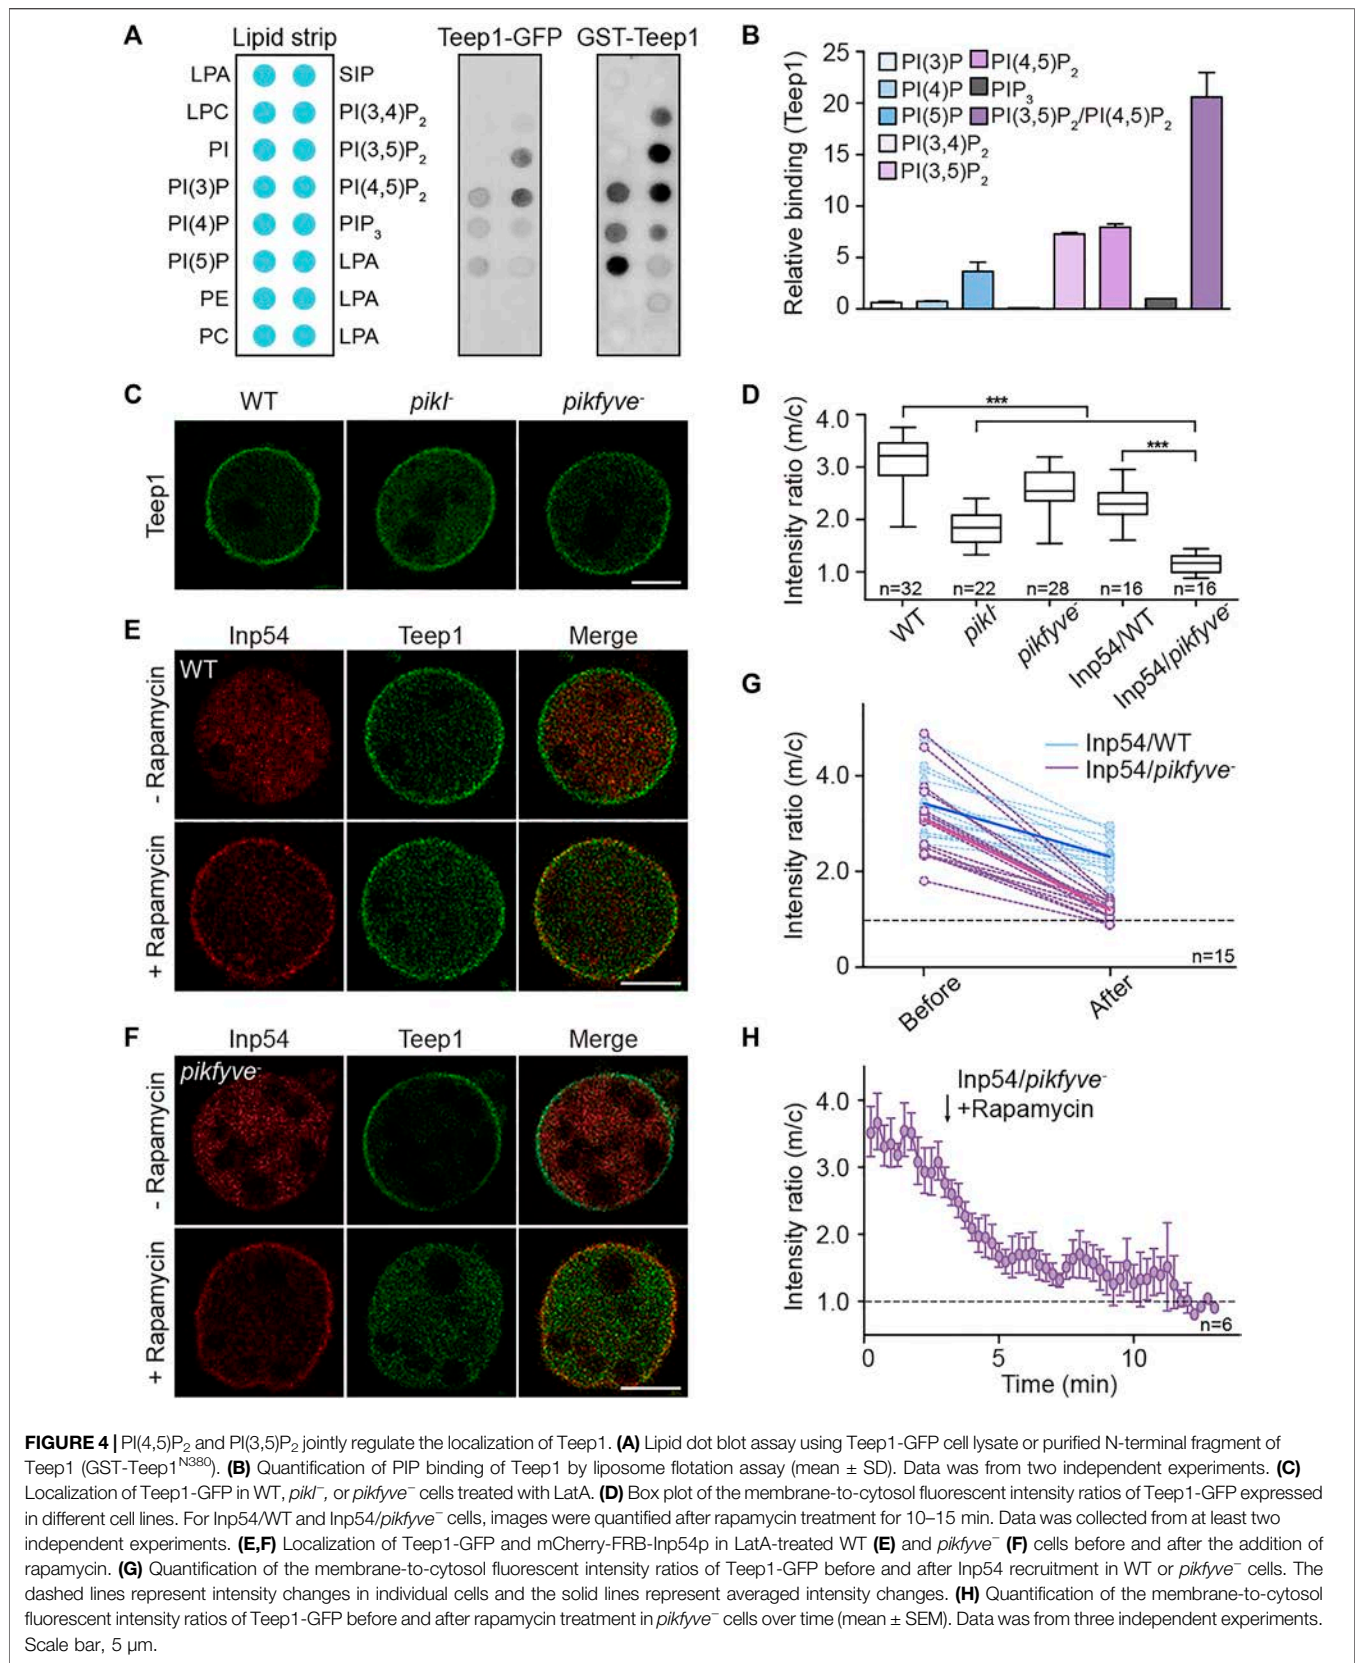 A
Lipid strip
Teep1-GFP
GST-Teep1
LPA
SIP
LPC
PI(3,4)P2
PI
PI(3,5)P2
PI(3)P
PI(4,5)P2
PI(4)P
PIP3
PI(5)P
LPA
PE
LPA
PC
LPA
B
Relative binding (Teep1)
25
20
15
10
5
0
PI(3)P
PI(4)P
PI(5)P
PI(3,4)P2
PI(3,5)P2
PI(4,5)P2
PIP3
PI(3,5)P2/PI(4,5)P2
C
WT
pikI-
pikfyve-
Teep1
D
Intensity ratio (m/c)
4.0
3.0
2.0
1.0
***
***
n=32
n=22
n=28
n=16
n=16
WT
pikI-
pikfyve-
Inp54/WT
Inp54/pikfyve-
E
Inp54
Teep1
Merge
WT
- Rapamycin
+ Rapamycin
F
Inp54
Teep1
Merge
pikfyve-
- Rapamycin
+ Rapamycin
G
Intensity ratio (m/c)
4.0
2.0
0
Inp54/WT
Inp54/pikfyve-
n=15
Before
After
H
Intensity ratio (m/c)
4.0
3.0
2.0
1.0
Inp54/pikfyve-
+Rapamycin
n=6
0
5
10
Time (min)
FIGURE 4 | PI(4,5)P2 and PI(3,5)P2 jointly regulate the localization of Teep1. (A) Lipid dot blot assay using Teep1-GFP cell lysate or purified N-terminal fragment of
Teep1 (GST-Teep1N380). (B) Quantification of PIP binding of Teep1 by liposome flotation assay (mean ± SD). Data was from two independent experiments. (C)
Localization of Teep1-GFP in WT, pikI−, or pikfyve− cells treated with LatA. (D) Box plot of the membrane-to-cytosol fluorescent intensity ratios of Teep1-GFP expressed
in different cell lines. For Inp54/WT and Inp54/pikfyve− cells, images were quantified after rapamycin treatment for 10–15 min. Data was collected from at least two
independent experiments. (E,F) Localization of Teep1-GFP and mCherry-FRB-Inp54p in LatA-treated WT (E) and pikfyve− (F) cells before and after the addition of
rapamycin. (G) Quantification of the membrane-to-cytosol fluorescent intensity ratios of Teep1-GFP before and after Inp54 recruitment in WT or pikfyve− cells. The
dashed lines represent intensity changes in individual cells and the solid lines represent averaged intensity changes. (H) Quantification of the membrane-to-cytosol
fluorescent intensity ratios of Teep1-GFP before and after rapamycin treatment in pikfyve− cells over time (mean ± SEM). Data was from three independent experiments.
Scale bar, 5 µm.